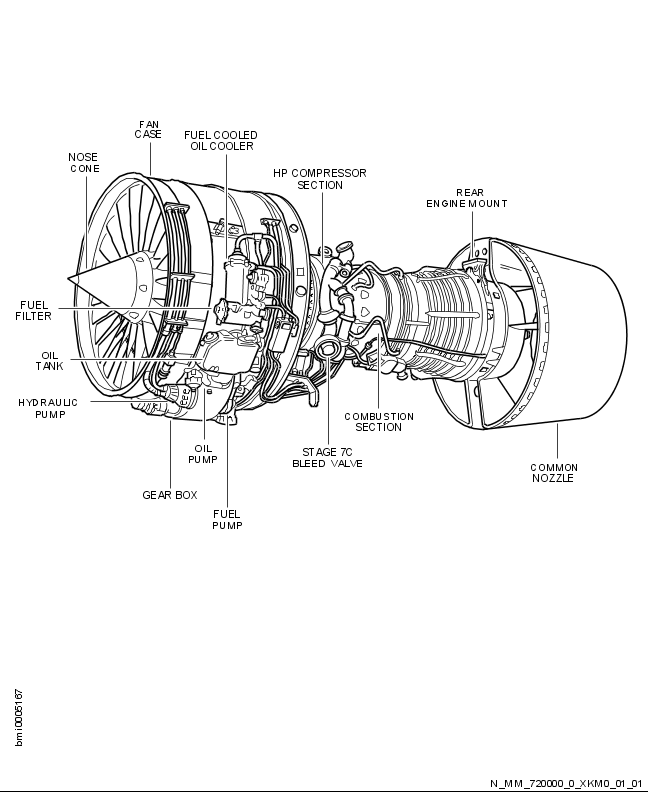 FAN
CASE
FUEL COOLED
OIL COOLER
NOSE
CONE
HP COMPRESSOR
SECTION
REAR
ENGINE MOUNT
FUEL
FILTER
OIL
TANK
HYDRAULIC
PUMP
COMBUSTION
SECTION
OIL
PUMP
STAGE 7C
BLEED VALVE
COMMON
NOZZLE
GEAR BOX
FUEL
PUMP
bmi0005167
N_MM_720000_0_XKM0_01_01